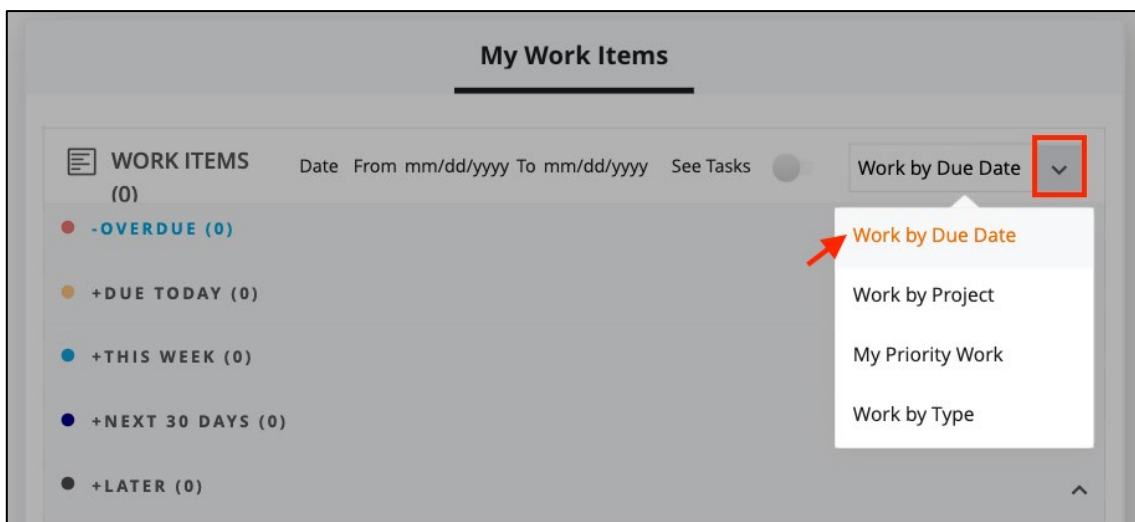 My Work Items
WORK ITEMS
(0)
Date From mm/dd/yyyy To mm/dd/yyyy See Tasks
Work by Due Date
-OVERDUE (0)
+DUE TODAY (0)
+THIS WEEK (0)
+NEXT 30 DAYS (0)
+LATER (0)
Work by Due Date
Work by Project
My Priority Work
Work by Type